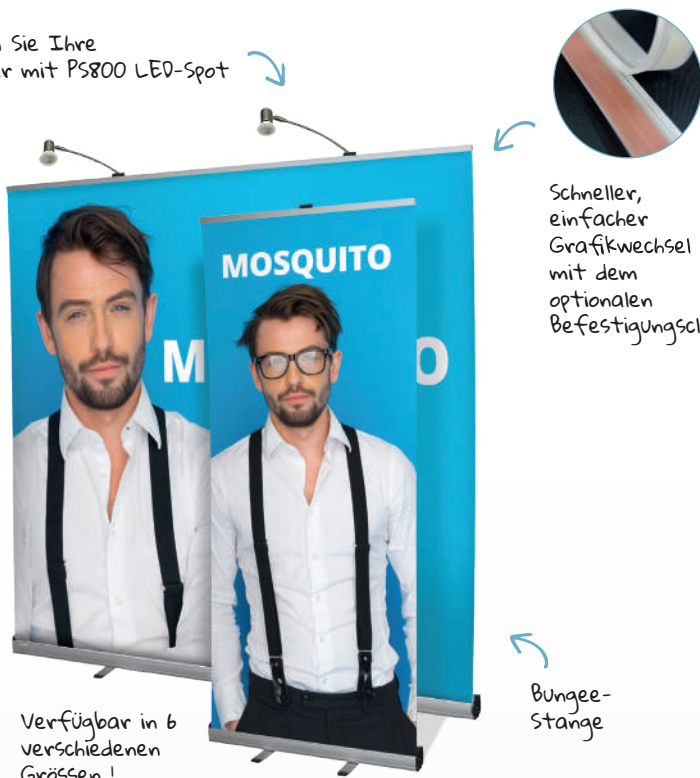 Sie Ihre
mit PS800 LED-Spot
Schneller,
einfacher
Grafikwechsel
mit dem
optionalen
MOSQUITO
M O
Bungee-
Stange
Verfügbar in 6
verschiedenen
Grössen !